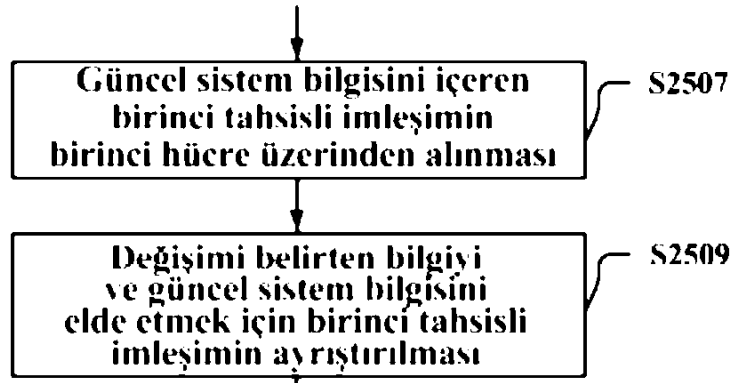 Güncel sistem bilgisini içeren
birinci tahsisli imleşimin
birinci hücre üzerinden alınması
S2507
Değişimi belirten bilgiyi
ve güncel sistem bilgisini
elde etmek için birinci tahsisli
imleşimin ayrıştırılması
S2509